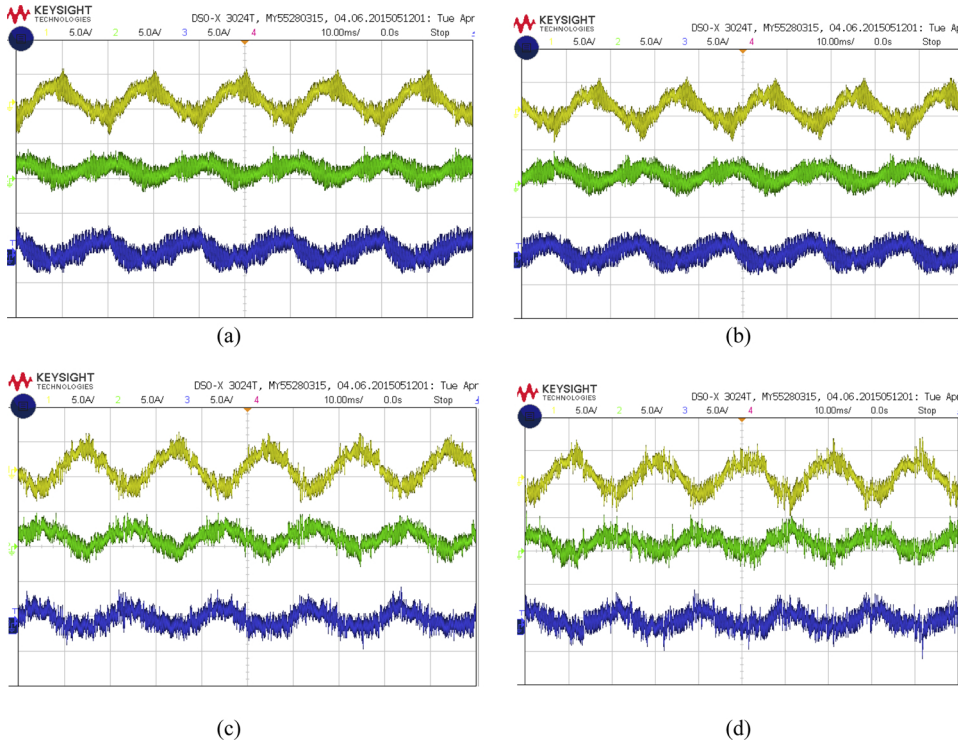 KEYSIGHT
TECHNOLOGIES
DSO-X 3024T, MY55280315, 04.06.2015051201: Tue Apr
1 5.0A/ 2 5.0A/ 3 5.0A/ 4 10.00ms/ 0.0s Stop
(a)
KEYSIGHT
TECHNOLOGIES
DSO-X 3024T, MY55280315, 04.06.2015051201: Tue Ap
1 5.0A/ 2 5.0A/ 3 5.0A/ 4 10.00ms/ 0.0s Stop
(b)
KEYSIGHT
TECHNOLOGIES
DSO-X 3024T, MY55280315, 04.06.2015051201: Tue Apr
1 5.0A/ 2 5.0A/ 3 5.0A/ 4 10.00ms/ 0.0s Stop
(c)
KEYSIGHT
TECHNOLOGIES
DSO-X 3024T, MY55280315, 04.06.2015051201: Tue Ap
1 5.0A/ 2 5.0A/ 3 5.0A/ 4 10.00ms/ 0.0s Stop
(d)